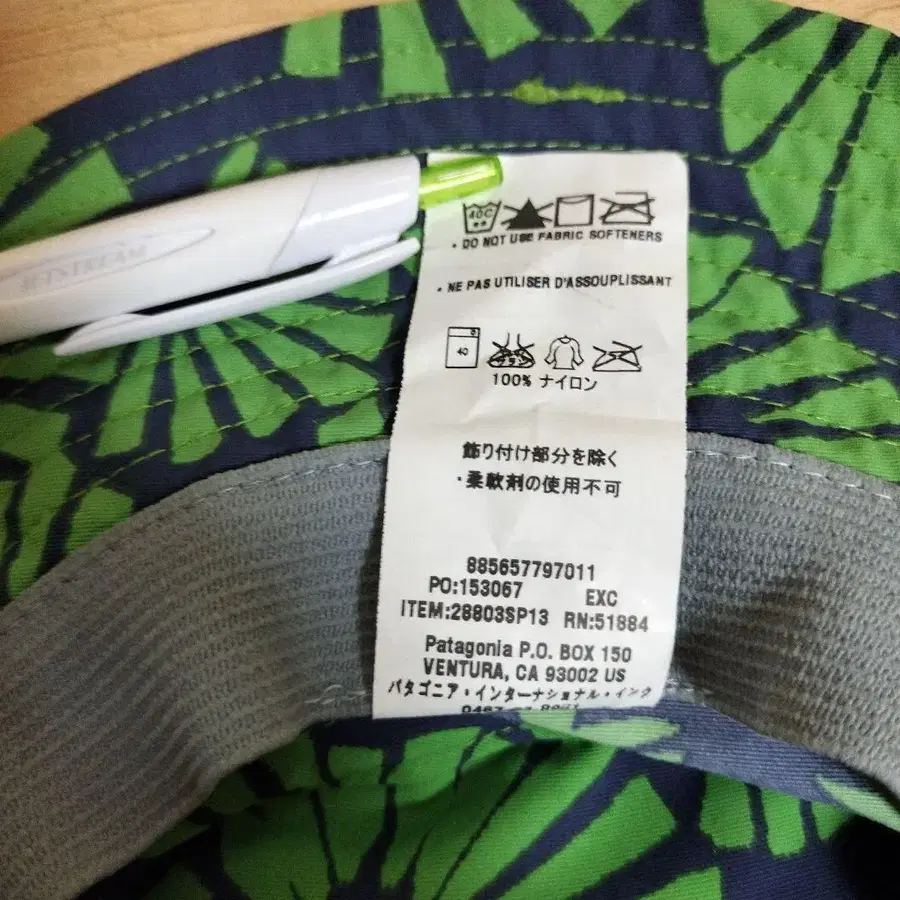 JETSTREAM
40C
• DO NOT USE FABRIC SOFTENERS
• NE PAS UTILISER D'ASSOUPLISSANT
40
100% ナイロン
飾り付け部分を除く
・柔軟剤の使用不可
885657797011
PO:153067 EXC
ITEM:28803SP13 RN:51884
Patagonia P.O. BOX 150
VENTURA, CA 93002 US
パタゴニア・インターナショナル・インク